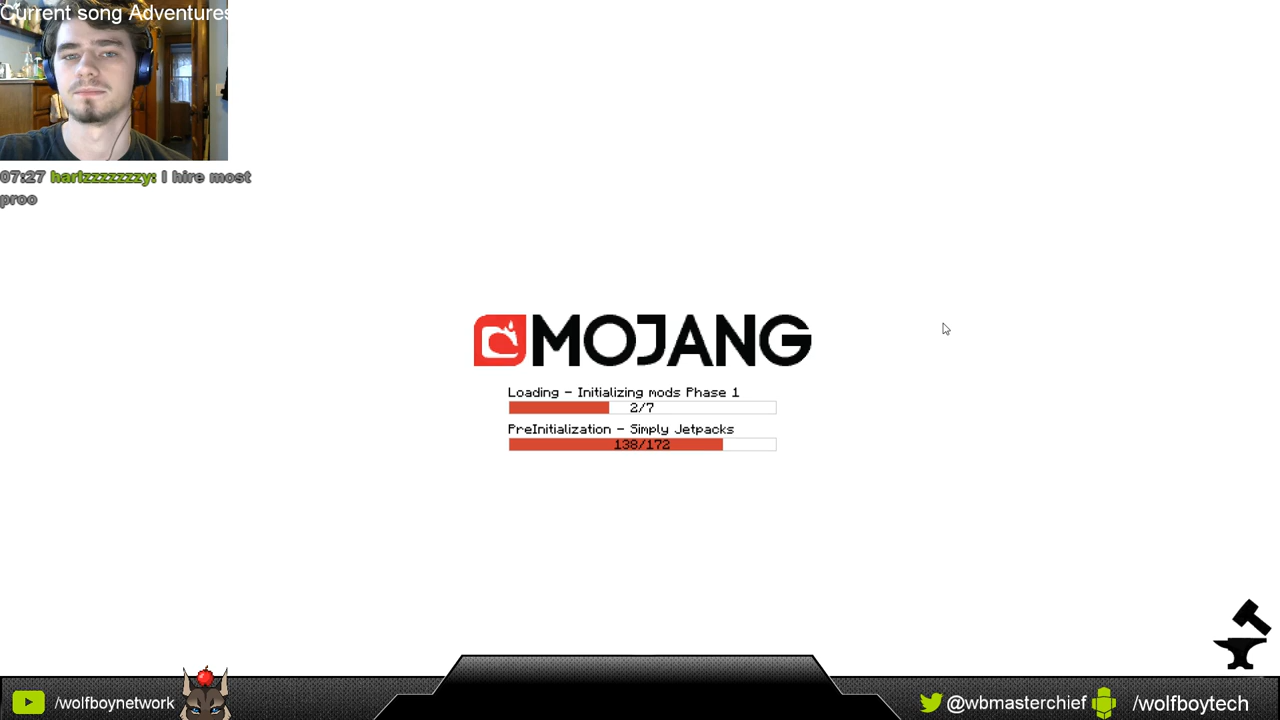 Current song Adventures
07:27 harizzzzzzzy: I hire most
proo
MOJANG
Loading - Initializing mods Phase 1
2/7
PreInitialization - Simply Jetpacks
138/172
/wolfboynetwork
@wbmasterchief
/wolfboytech